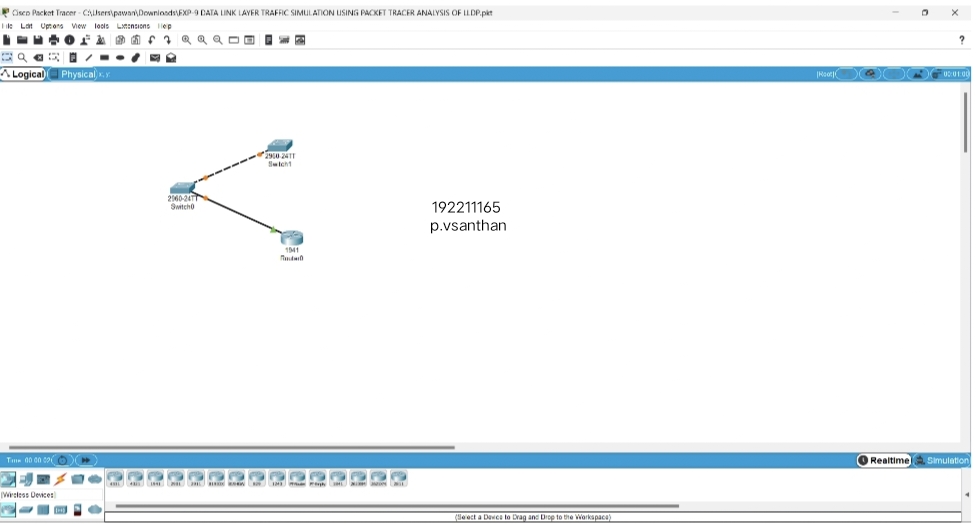 Cisco Packet Tracer - C:\Users\pawan\Downloads\EXP-9 DATA LINK LAYER TRAFFIC SIMULATION USING PACKET TRACER ANALYSIS OF LLDP.pkt
File Edit Options View Tools Extensions Help
?
Logical Physical x, y
[Root] 00:01:00
2960-24TT
Switch1
2960-24TT
Switch0
192211165
p.vsanthan
1941
Router0
Time: 00:00:02
Realtime Simulation
[Wireless Devices]
(Select a Device to Drag and Drop to the Workspace)